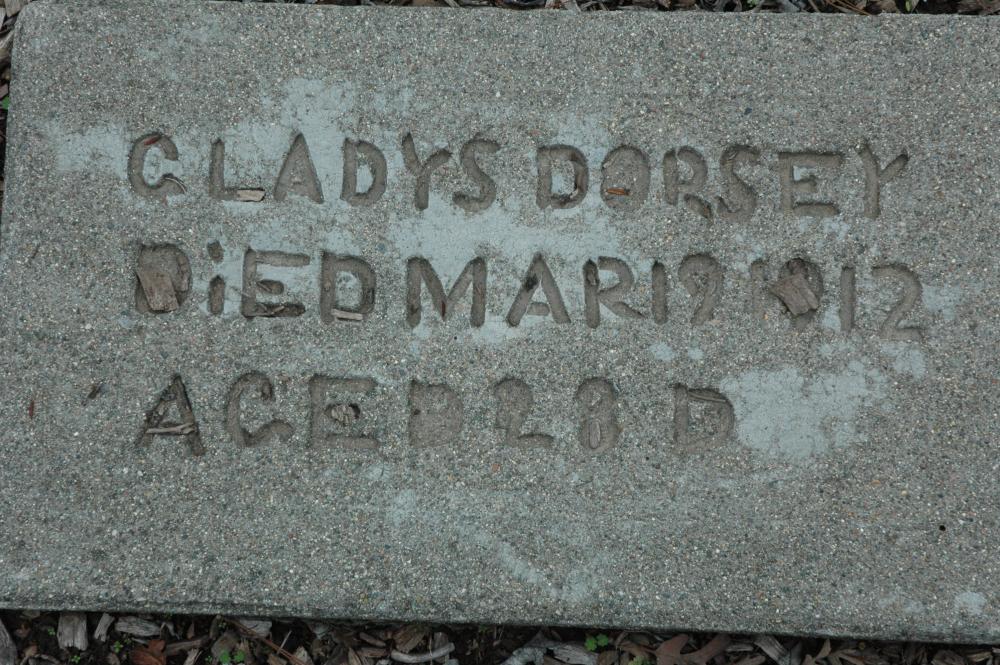 GLADYS DORSEY
DiED MAR 19 1912
AGED 28 D